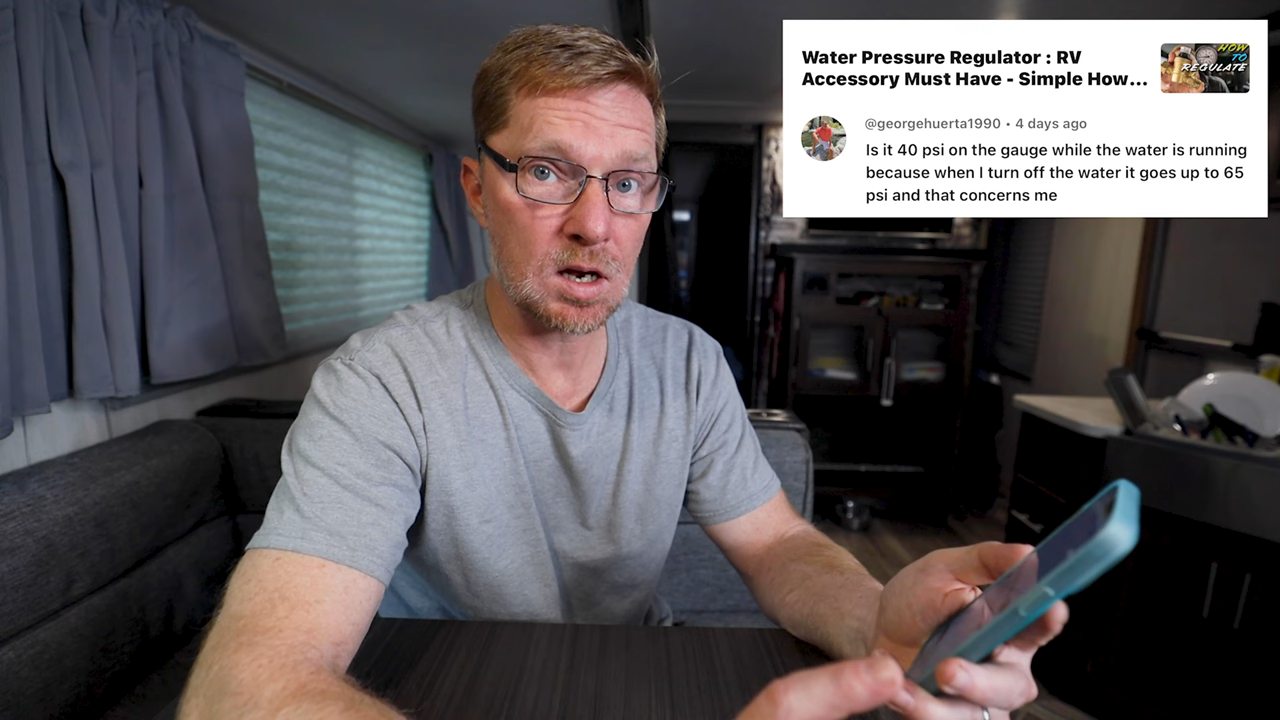 Water Pressure Regulator : RV
Accessory Must Have - Simple How...
HOW
TO
REGULATE
@georgehuerta1990 • 4 days ago
Is it 40 psi on the gauge while the water is running
because when I turn off the water it goes up to 65
psi and that concerns me